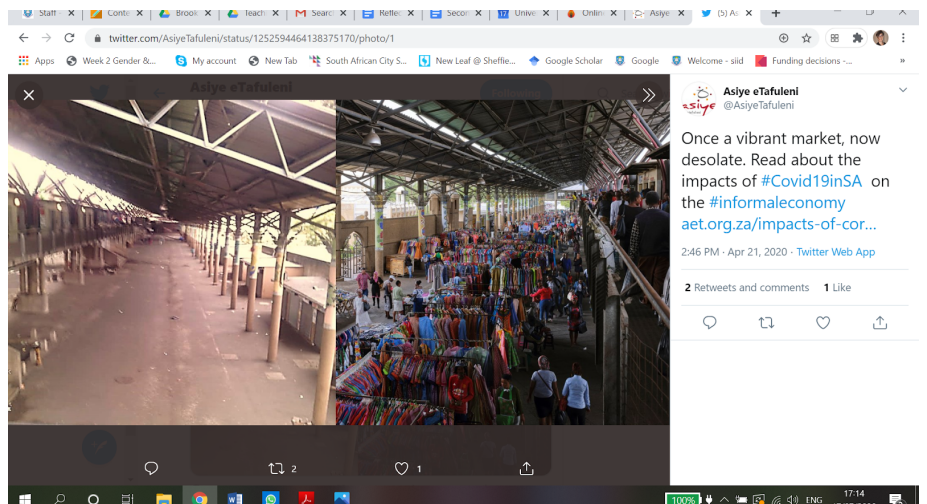 Staff
Conte
Brook
Teach
Search
Reflec
Secon
17 Unive
Online
Asiye
(5) As
twitter.com/AsiyeTafuleni/status/1252594464138375170/photo/1
Apps Week 2 Gender &... My account New Tab South African City S... New Leaf @ Sheffie... Google Scholar Google Welcome - siid Funding decisions -... »
Asiye eTafuleni
Asiye eTafuleni
@AsiyeTafuleni
Once a vibrant market, now
desolate. Read about the
impacts of #Covid19inSA on
the #informaleconomy
aet.org.za/impacts-of-cor...
2:46 PM · Apr 21, 2020 · Twitter Web App
2 Retweets and comments 1 Like
2 1
100% ENG 17:14